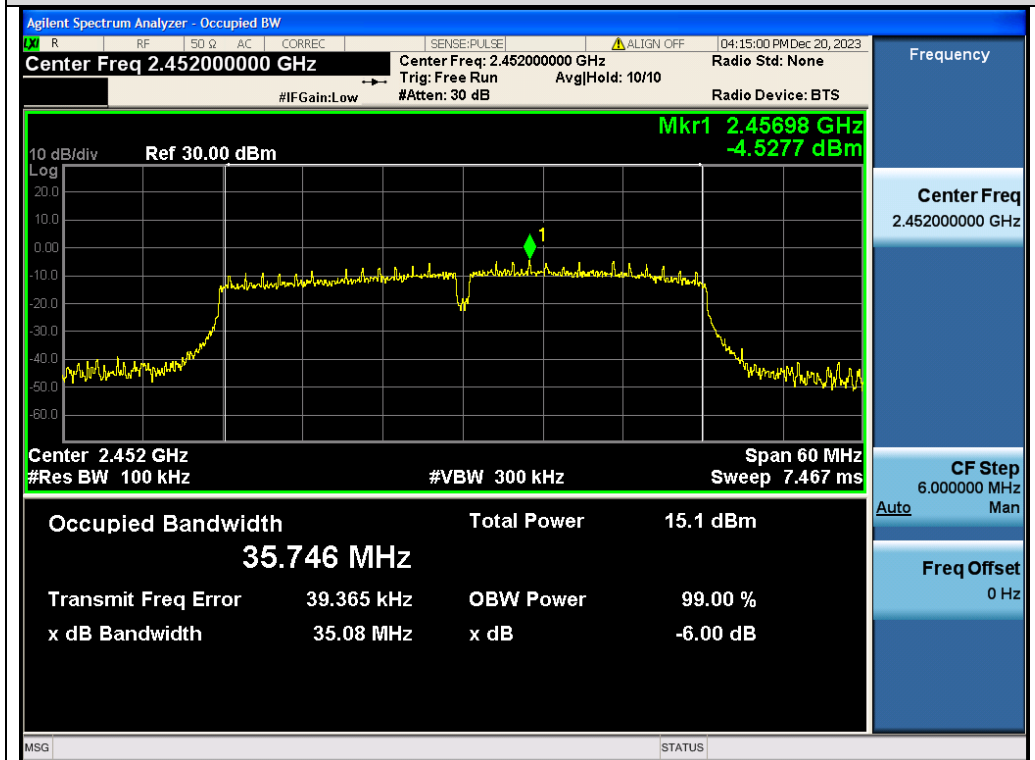 Agilent Spectrum Analyzer - Occupied BW
LXI R RF 50 Ω AC CORREC SENSE:PULSE ALIGN OFF 04:15:00 PM Dec 20, 2023
Center Freq 2.452000000 GHz
Center Freq: 2.452000000 GHz
Radio Std: None
Trig: Free Run Avg|Hold: 10/10
#IFGain:Low
#Atten: 30 dB
Radio Device: BTS
Mkr1 2.45698 GHz
-4.5277 dBm
10 dB/div Ref 30.00 dBm
Log
20.0
10.0
0.00
-10.0
-20.0
-30.0
-40.0
-50.0
-60.0
1
Center 2.452 GHz
Span 60 MHz
#Res BW 100 kHz
#VBW 300 kHz
Sweep 7.467 ms
Occupied Bandwidth
35.746 MHz
Total Power 15.1 dBm
Transmit Freq Error 39.365 kHz
OBW Power 99.00 %
x dB Bandwidth 35.08 MHz
x dB -6.00 dB
Frequency
Center Freq
2.452000000 GHz
CF Step
6.000000 MHz
Auto Man
Freq Offset
0 Hz
MSG
STATUS